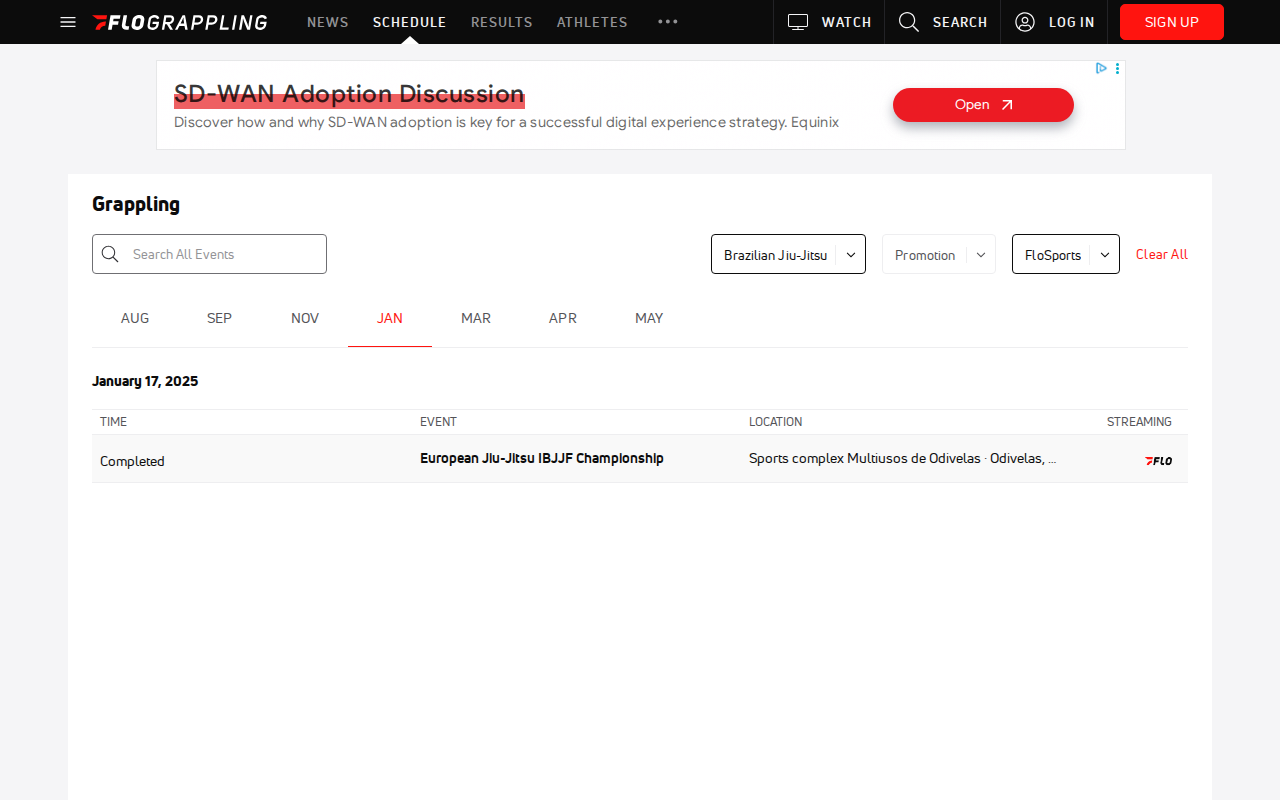 FLOGRAPPLING NEWS SCHEDULE RESULTS ATHLETES WATCH SEARCH LOG IN SIGN UP
SD-WAN Adoption Discussion
Discover how and why SD-WAN adoption is key for a successful digital experience strategy. Equinix
Open
Grappling
Search All Events Brazilian Jiu-Jitsu Promotion FloSports Clear All
AUG SEP NOV JAN MAR APR MAY
January 17, 2025
TIME EVENT LOCATION STREAMING
Completed European Jiu-Jitsu IBJJF Championship Sports complex Multiusos de Odivelas · Odivelas, ... FLO